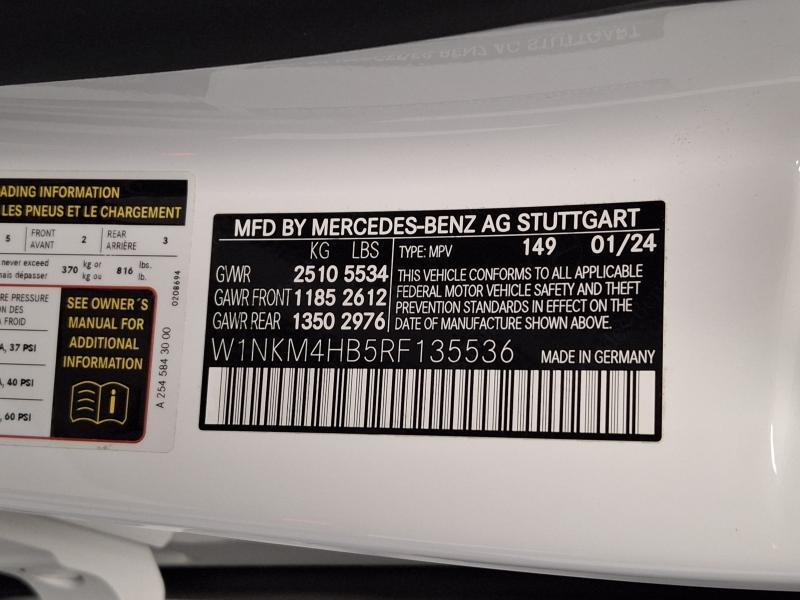 ADING INFORMATION
LES PNEUS ET LE CHARGEMENT
5 FRONT AVANT 2 REAR ARRIÈRE 3
never exceed
mais dépasser 370 kg or kg ou 816 lbs. lb.
RE PRESSURE
ON DES
A FROID
A, 37 PSI
A, 40 PSI
, 60 PSI
SEE OWNER´S
MANUAL FOR
ADDITIONAL
INFORMATION
A 254 584 30 00
0208694
MFD BY MERCEDES-BENZ AG STUTTGART
KG LBS
GVWR 2510 5534
GAWR FRONT 1185 2612
GAWR REAR 1350 2976
TYPE: MPV 149 01/24
THIS VEHICLE CONFORMS TO ALL APPLICABLE
FEDERAL MOTOR VEHICLE SAFETY AND THEFT
PREVENTION STANDARDS IN EFFECT ON THE
DATE OF MANUFACTURE SHOWN ABOVE.
W1NKM4HB5RF135536 MADE IN GERMANY